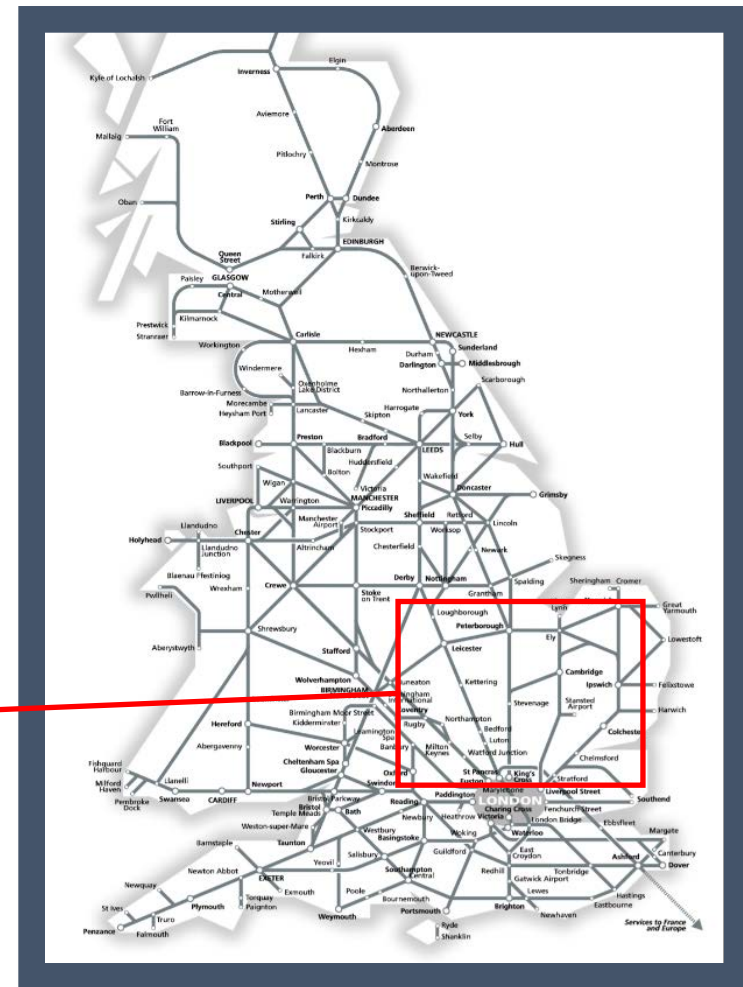 Elgin
Kyle of Lochalsh
Inverness
Aviemore
Fort
William
Aberdeen
Mallaig
Pitlochry
Montrose
Oban
Perth
Dundee
Stirling
Kirkcaldy
EDINBURGH
Queen
Street
Falkirk
Berwick-
upon-Tweed
Paisley
GLASGOW
Central
Motherwell
Kilmarnock
Prestwick
Stranraer
Carlisle
NEWCASTLE
Workington
Hexham
Sunderland
Durham
Darlington
Middlesbrough
Windermere
Oxenholme
Lake District
Scarborough
Barrow-in-Furness
Northallerton
Morecambe
Heysham Port
Lancaster
Harrogate
York
Skipton
Blackpool
Preston
Bradford
Selby
Hull
Blackburn
LEEDS
Southport
Huddersfield
Bolton
Wakefield
Wigan
Victoria
Doncaster
Grimsby
LIVERPOOL
Warrington
MANCHESTER
Piccadilly
Manchester
Airport
Sheffield
Retford
Lincoln
Llandudno
Stockport
Worksop
Holyhead
Chester
Llandudno
Junction
Altrincham
Chesterfield
Newark
Skegness
Blaenau Ffestiniog
Derby
Nottingham
Spalding
Sheringham
Cromer
Pwllheli
Wrexham
Crewe
Stoke
on Trent
Grantham
Loughborough
Lynn
Great
Yarmouth
Shrewsbury
Peterborough
Ely
Lowestoft
Aberystwyth
Stafford
Leicester
Cambridge
Wolverhampton
Nuneaton
Kettering
Ipswich
Felixstowe
BIRMINGHAM
International
Stansted
Airport
Coventry
Stevenage
Harwich
Birmingham Moor Street
Kidderminster
Rugby
Northampton
Hereford
Leamington
Spa
Bedford
Colchester
Abergavenny
Worcester
Banbury
Milton
Keynes
Luton
Watford Junction
Chelmsford
Cheltenham Spa
Gloucester
Fishguard
Harbour
Oxford
St Pancras
Euston
King's
Cross
Stratford
Milford
Haven
Llanelli
Swindon
Marylebone
Liverpool Street
Pembroke
Dock
Swansea
CARDIFF
Newport
Bristol Parkway
Reading
Paddington
LONDON
Fenchurch Street
Southend
Bristol
Temple Meads
Bath
Newbury
Heathrow
Charing Cross
Victoria
London Bridge
Ebbsfleet
Weston-super-Mare
Westbury
Basingstoke
Woking
Waterloo
Margate
Barnstaple
Taunton
Yeovil
Salisbury
Guildford
East
Croydon
Canterbury
Ashford
Dover
Newton Abbot
EXETER
Southampton
Central
Redhill
Tonbridge
Gatwick Airport
Newquay
Exmouth
Poole
Lewes
Hastings
St Ives
Plymouth
Torquay
Paignton
Bournemouth
Eastbourne
Truro
Weymouth
Portsmouth
Brighton
Newhaven
Penzance
Falmouth
Ryde
Shanklin
Services to France
and Europe